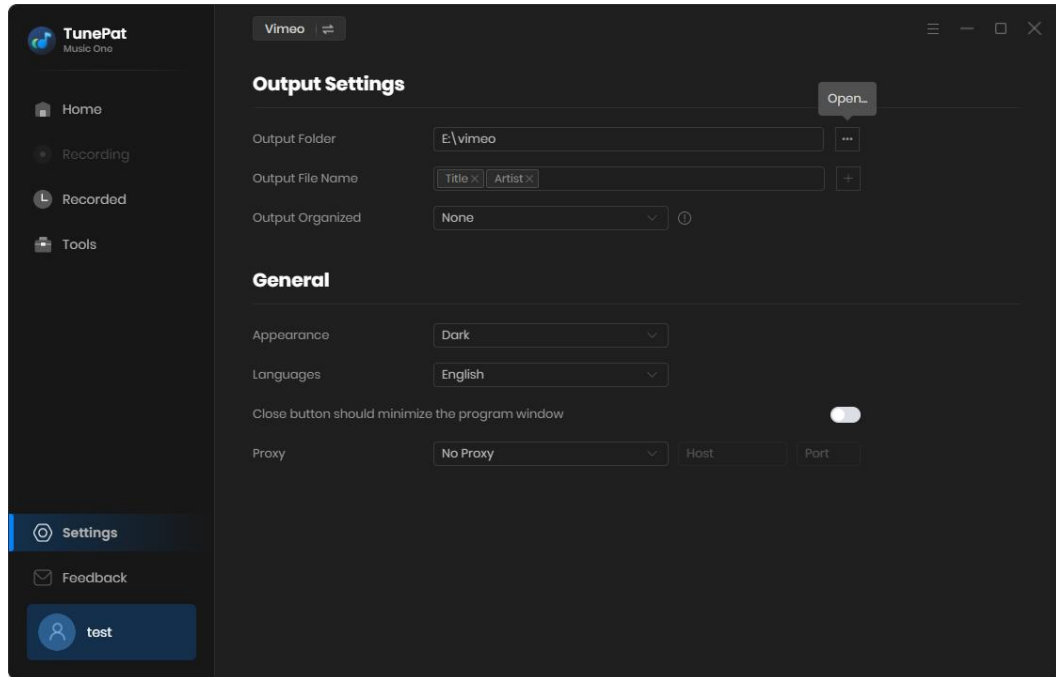 TunePat
Music One
Home
Recording
Recorded
Tools
Settings
Feedback
test
Vimeo
Output Settings
Open...
Output Folder E:\vimeo ...
Output File Name Title × Artist × +
Output Organized None
General
Appearance Dark
Languages English
Close button should minimize the program window
Proxy No Proxy Host Port